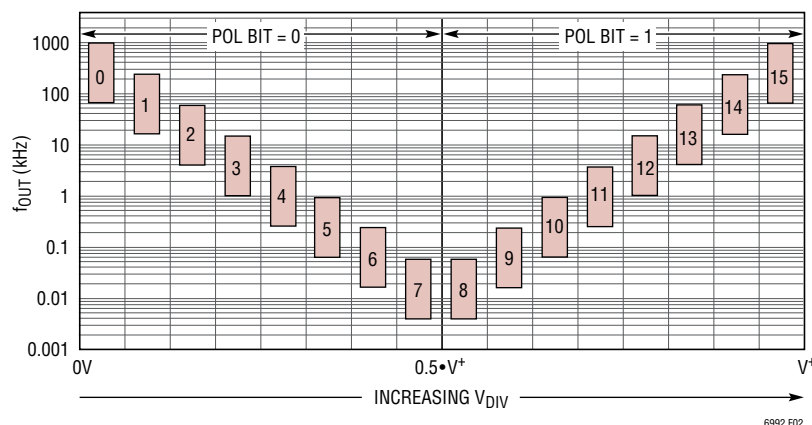 POL BIT = 0
POL BIT = 1
fOUT (kHz)
1000
100
10
1
0.1
0.01
0.001
0
1
2
3
4
5
6
7
8
9
10
11
12
13
14
15
0V
0.5•V+
V+
INCREASING VDIV
6992 F02